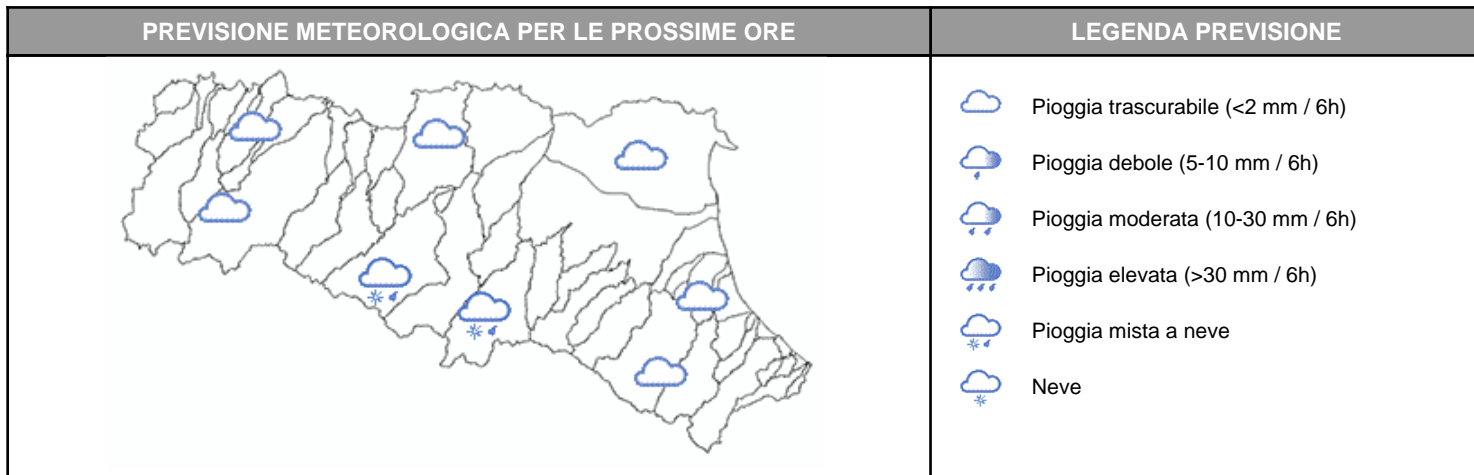 PREVISIONE METEOROLOGICA PER LE PROSSIME ORE
LEGENDA PREVISIONE
Pioggia trascurabile (<2 mm / 6h)
Pioggia debole (5-10 mm / 6h)
Pioggia moderata (10-30 mm / 6h)
Pioggia elevata (>30 mm / 6h)
Pioggia mista a neve
Neve